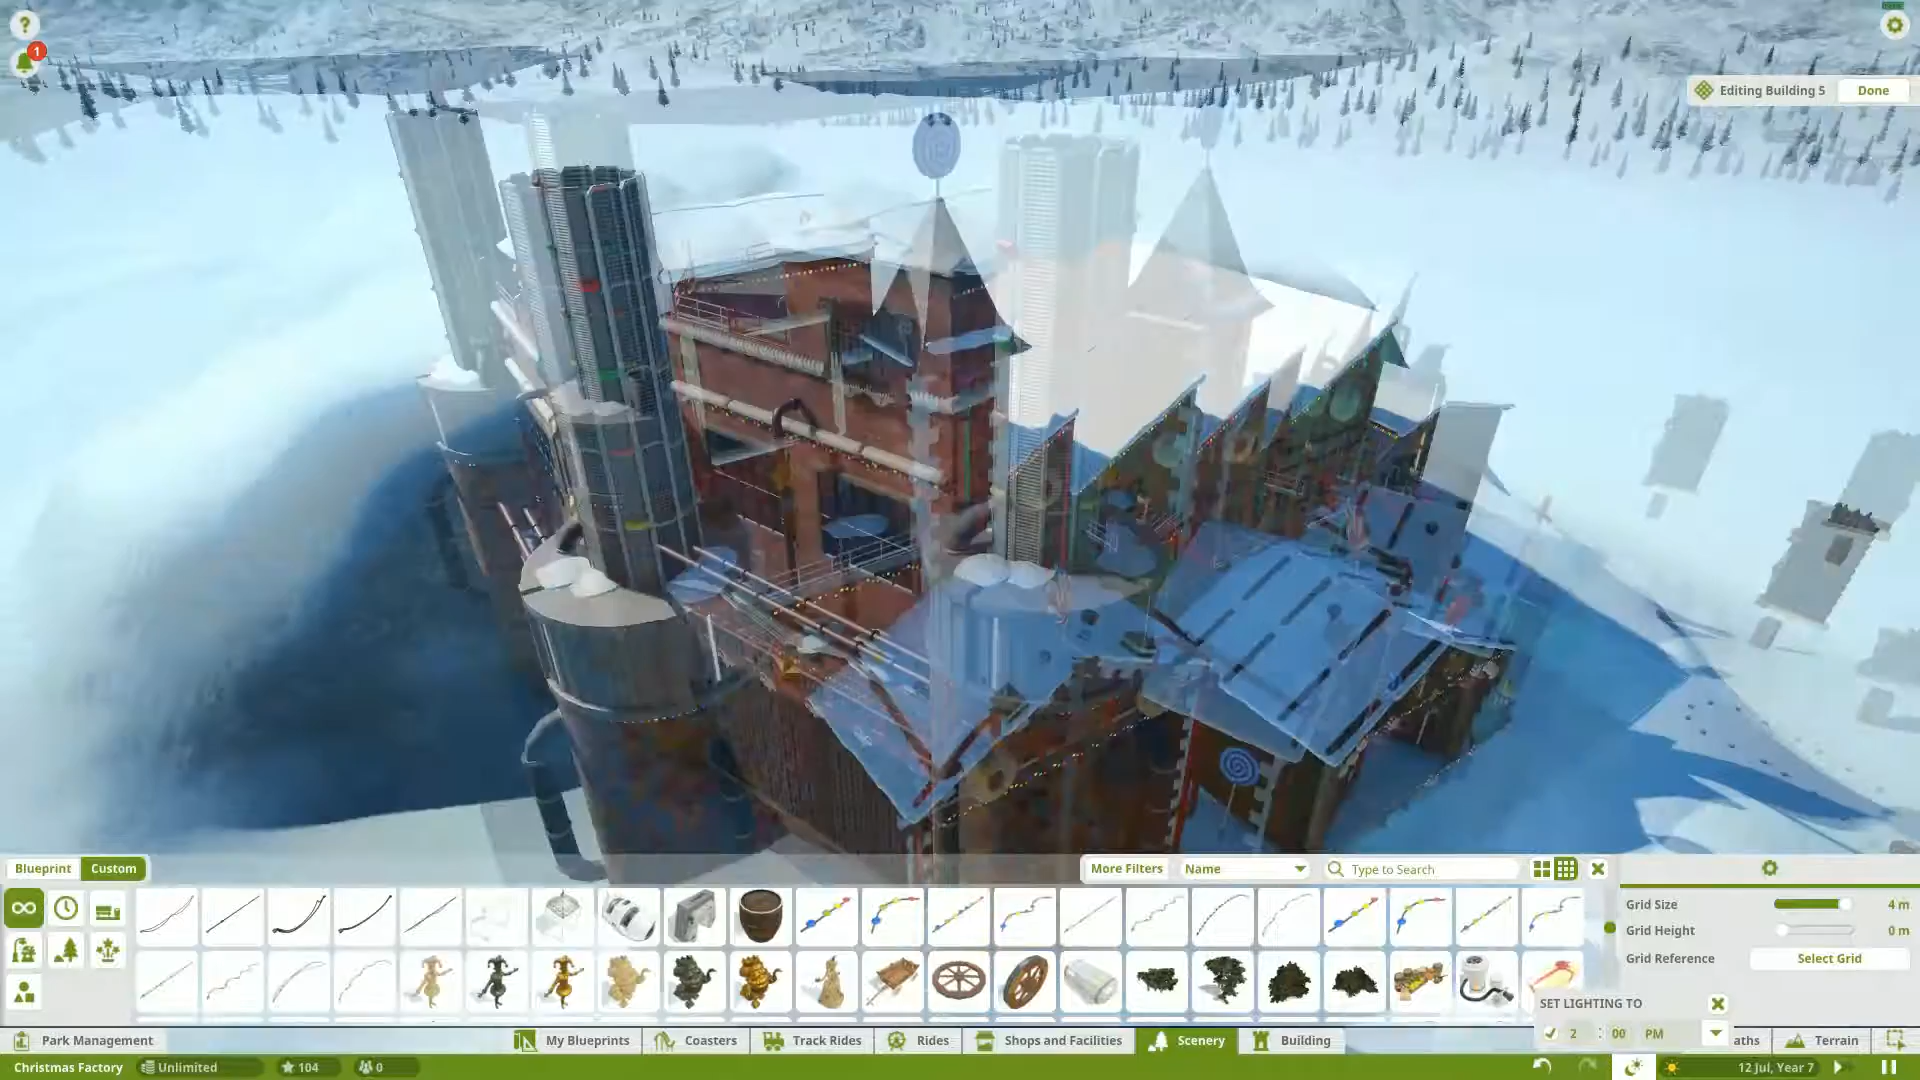 ?
1
Editing Building 5
Done
Blueprint
Custom
More Filters
Name
Type to Search
Grid Size
4 m
Grid Height
0 m
Grid Reference
Select Grid
SET LIGHTING TO
2 : 00 PM
Park Management
My Blueprints
Coasters
Track Rides
Rides
Shops and Facilities
Scenery
Building
aths
Terrain
Christmas Factory
Unlimited
104
0
12 Jul, Year 7